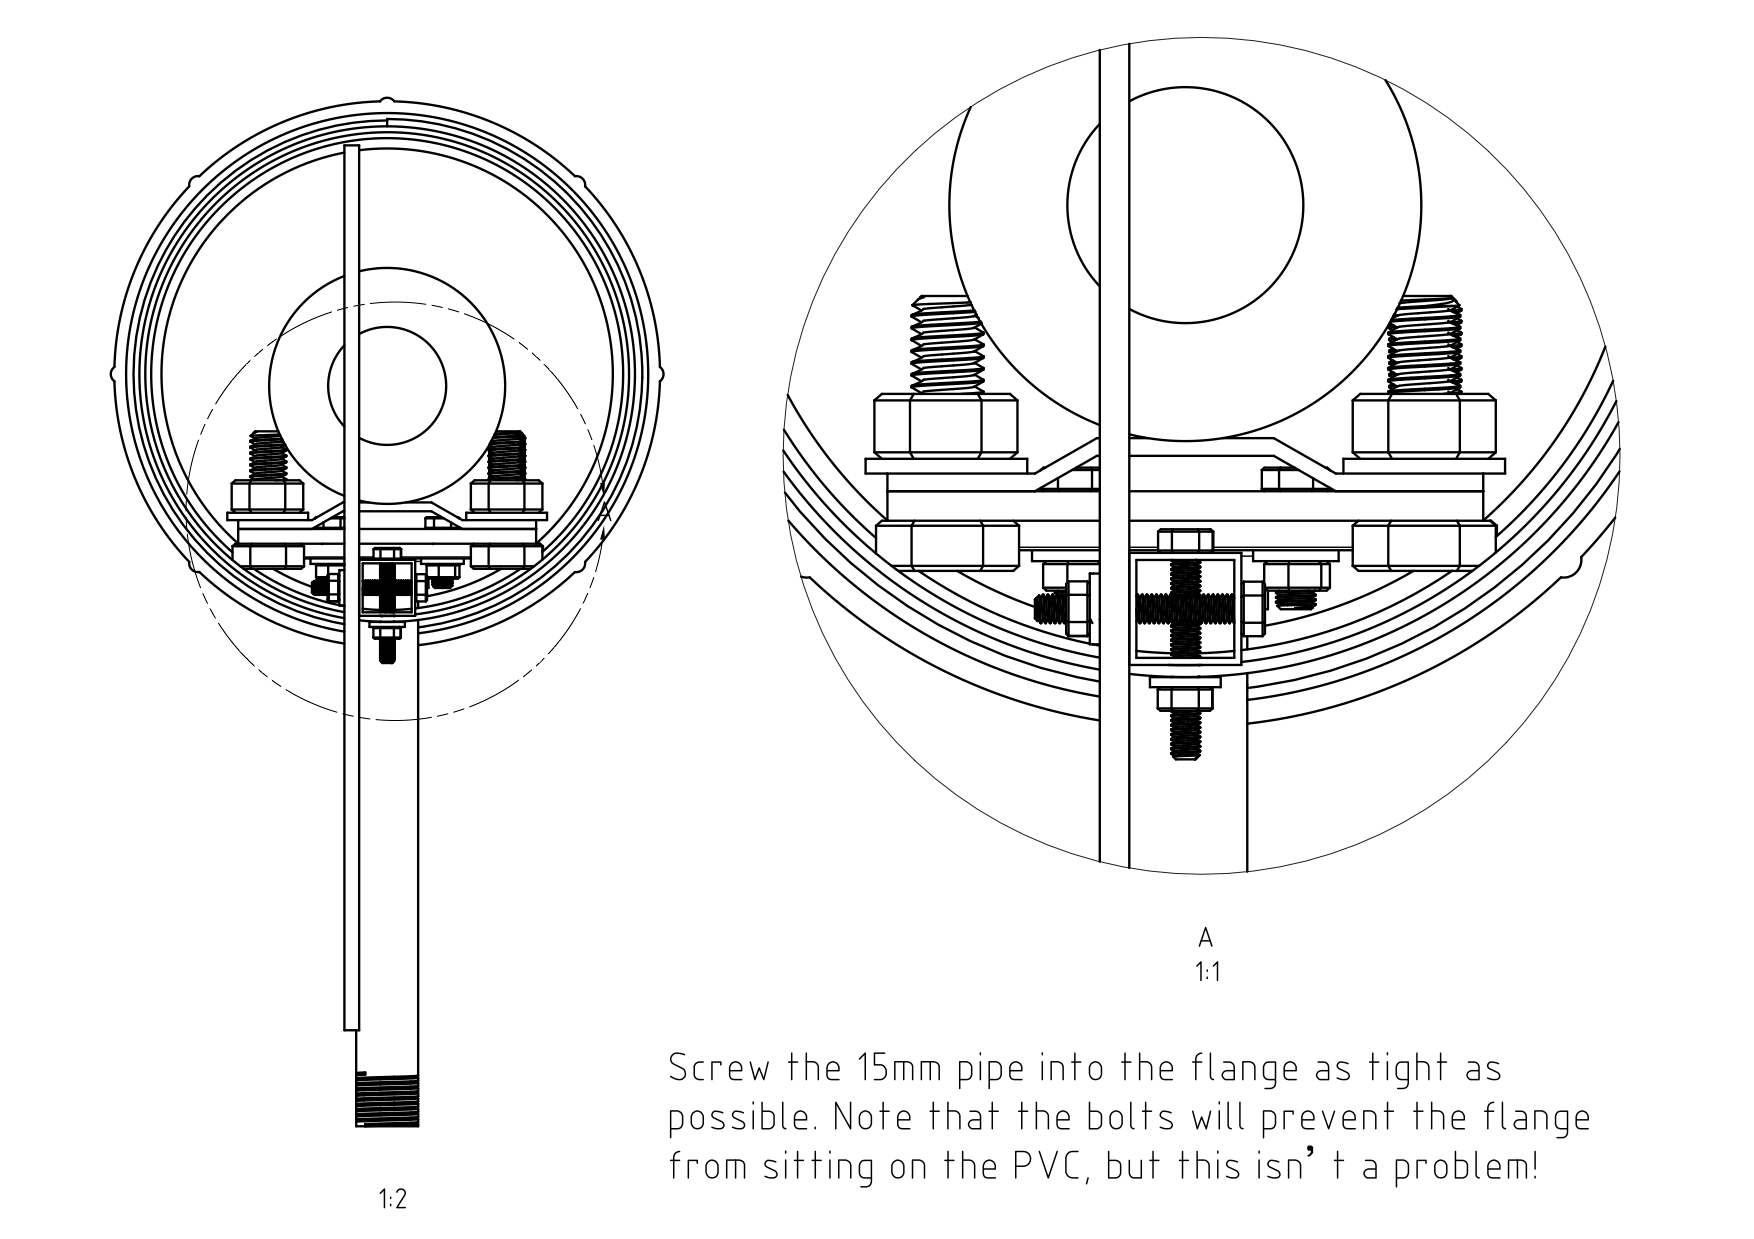 A
1:1
Screw the 15mm pipe into the flange as tight as
possible. Note that the bolts will prevent the flange
from sitting on the PVC, but this isn’ t a problem!
1:2